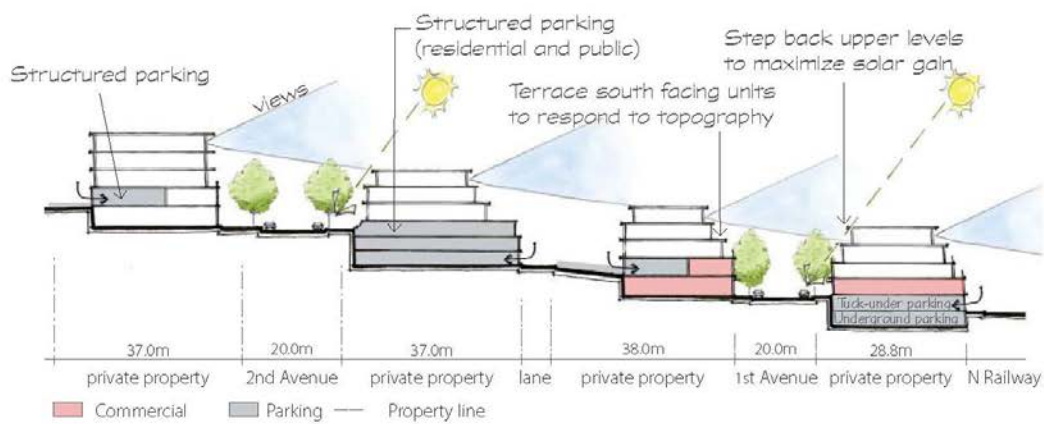 Structured parking
(residential and public)
Step back upper levels
to maximize solar gain
Structured parking
views
Terrace south facing units
to respond to topography
Tuck-under parking
Underground parking
37.0m
20.0m
37.0m
38.0m
20.0m
28.8m
private property
2nd Avenue
private property
lane
private property
1st Avenue
private property
N Railway
Commercial
Parking
Property line